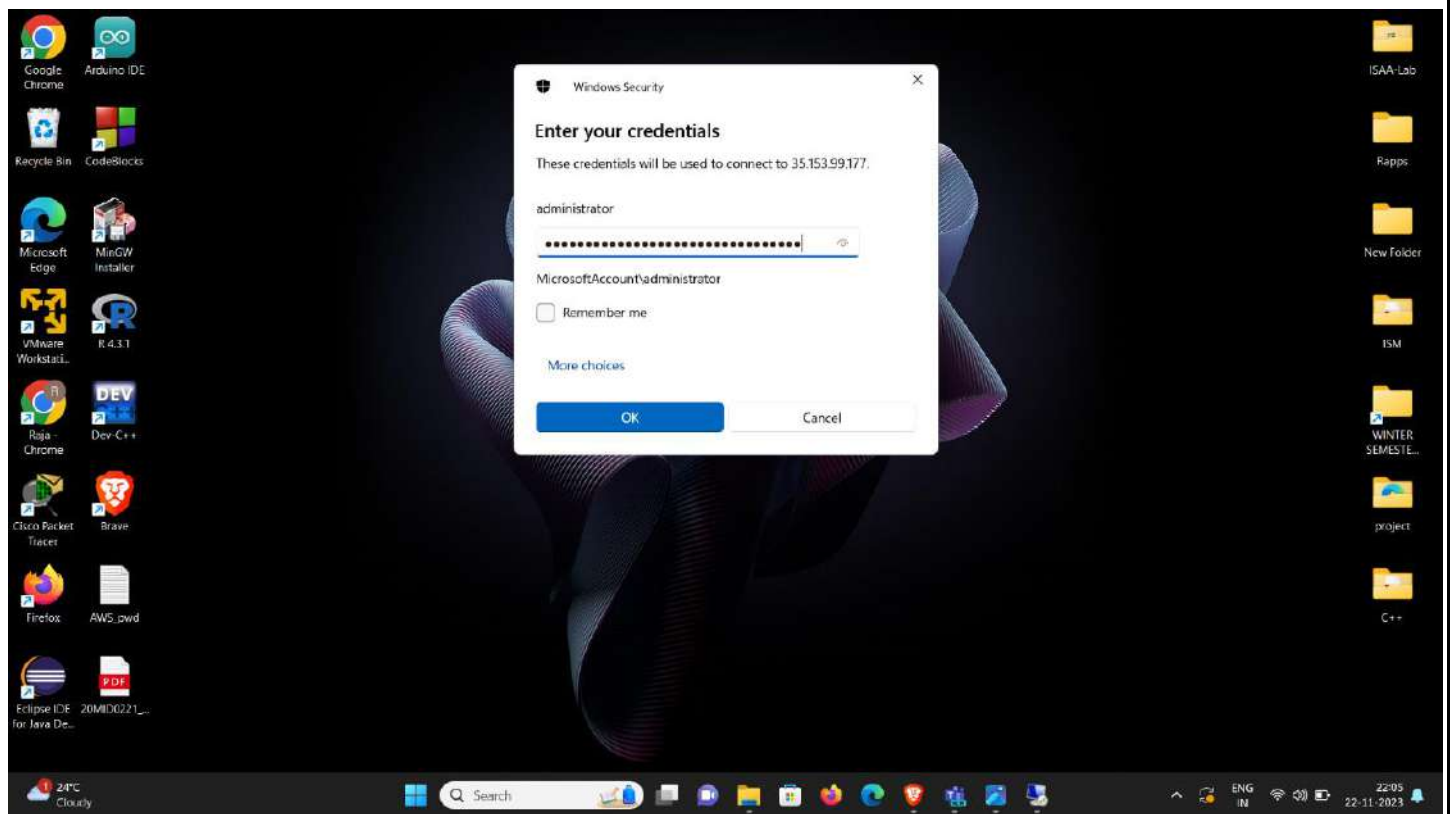 Google
Chrome
Arduino IDE
Recycle Bin
CodeBlocks
Microsoft
Edge
MinGW
Installer
VMware
Workstati...
R 4.3.1
Raja -
Chrome
DEV
C++
Dev-C++
Cisco Packet
Tracer
Brave
Firefox
AWS_pwd
Eclipse IDE
for Java De...
PDF
20MID0221_...
Windows Security
Enter your credentials
These credentials will be used to connect to 35.153.99.177.
administrator
••••••••••••••••••••••••••••••••
MicrosoftAccount\administrator
Remember me
More choices
OK
Cancel
ISAA-Lab
Rapps
New Folder
ISM
WINTER
SEMESTE...
project
C++
1
24°C
Cloudy
Search
ENG
IN
22:05
22-11-2023